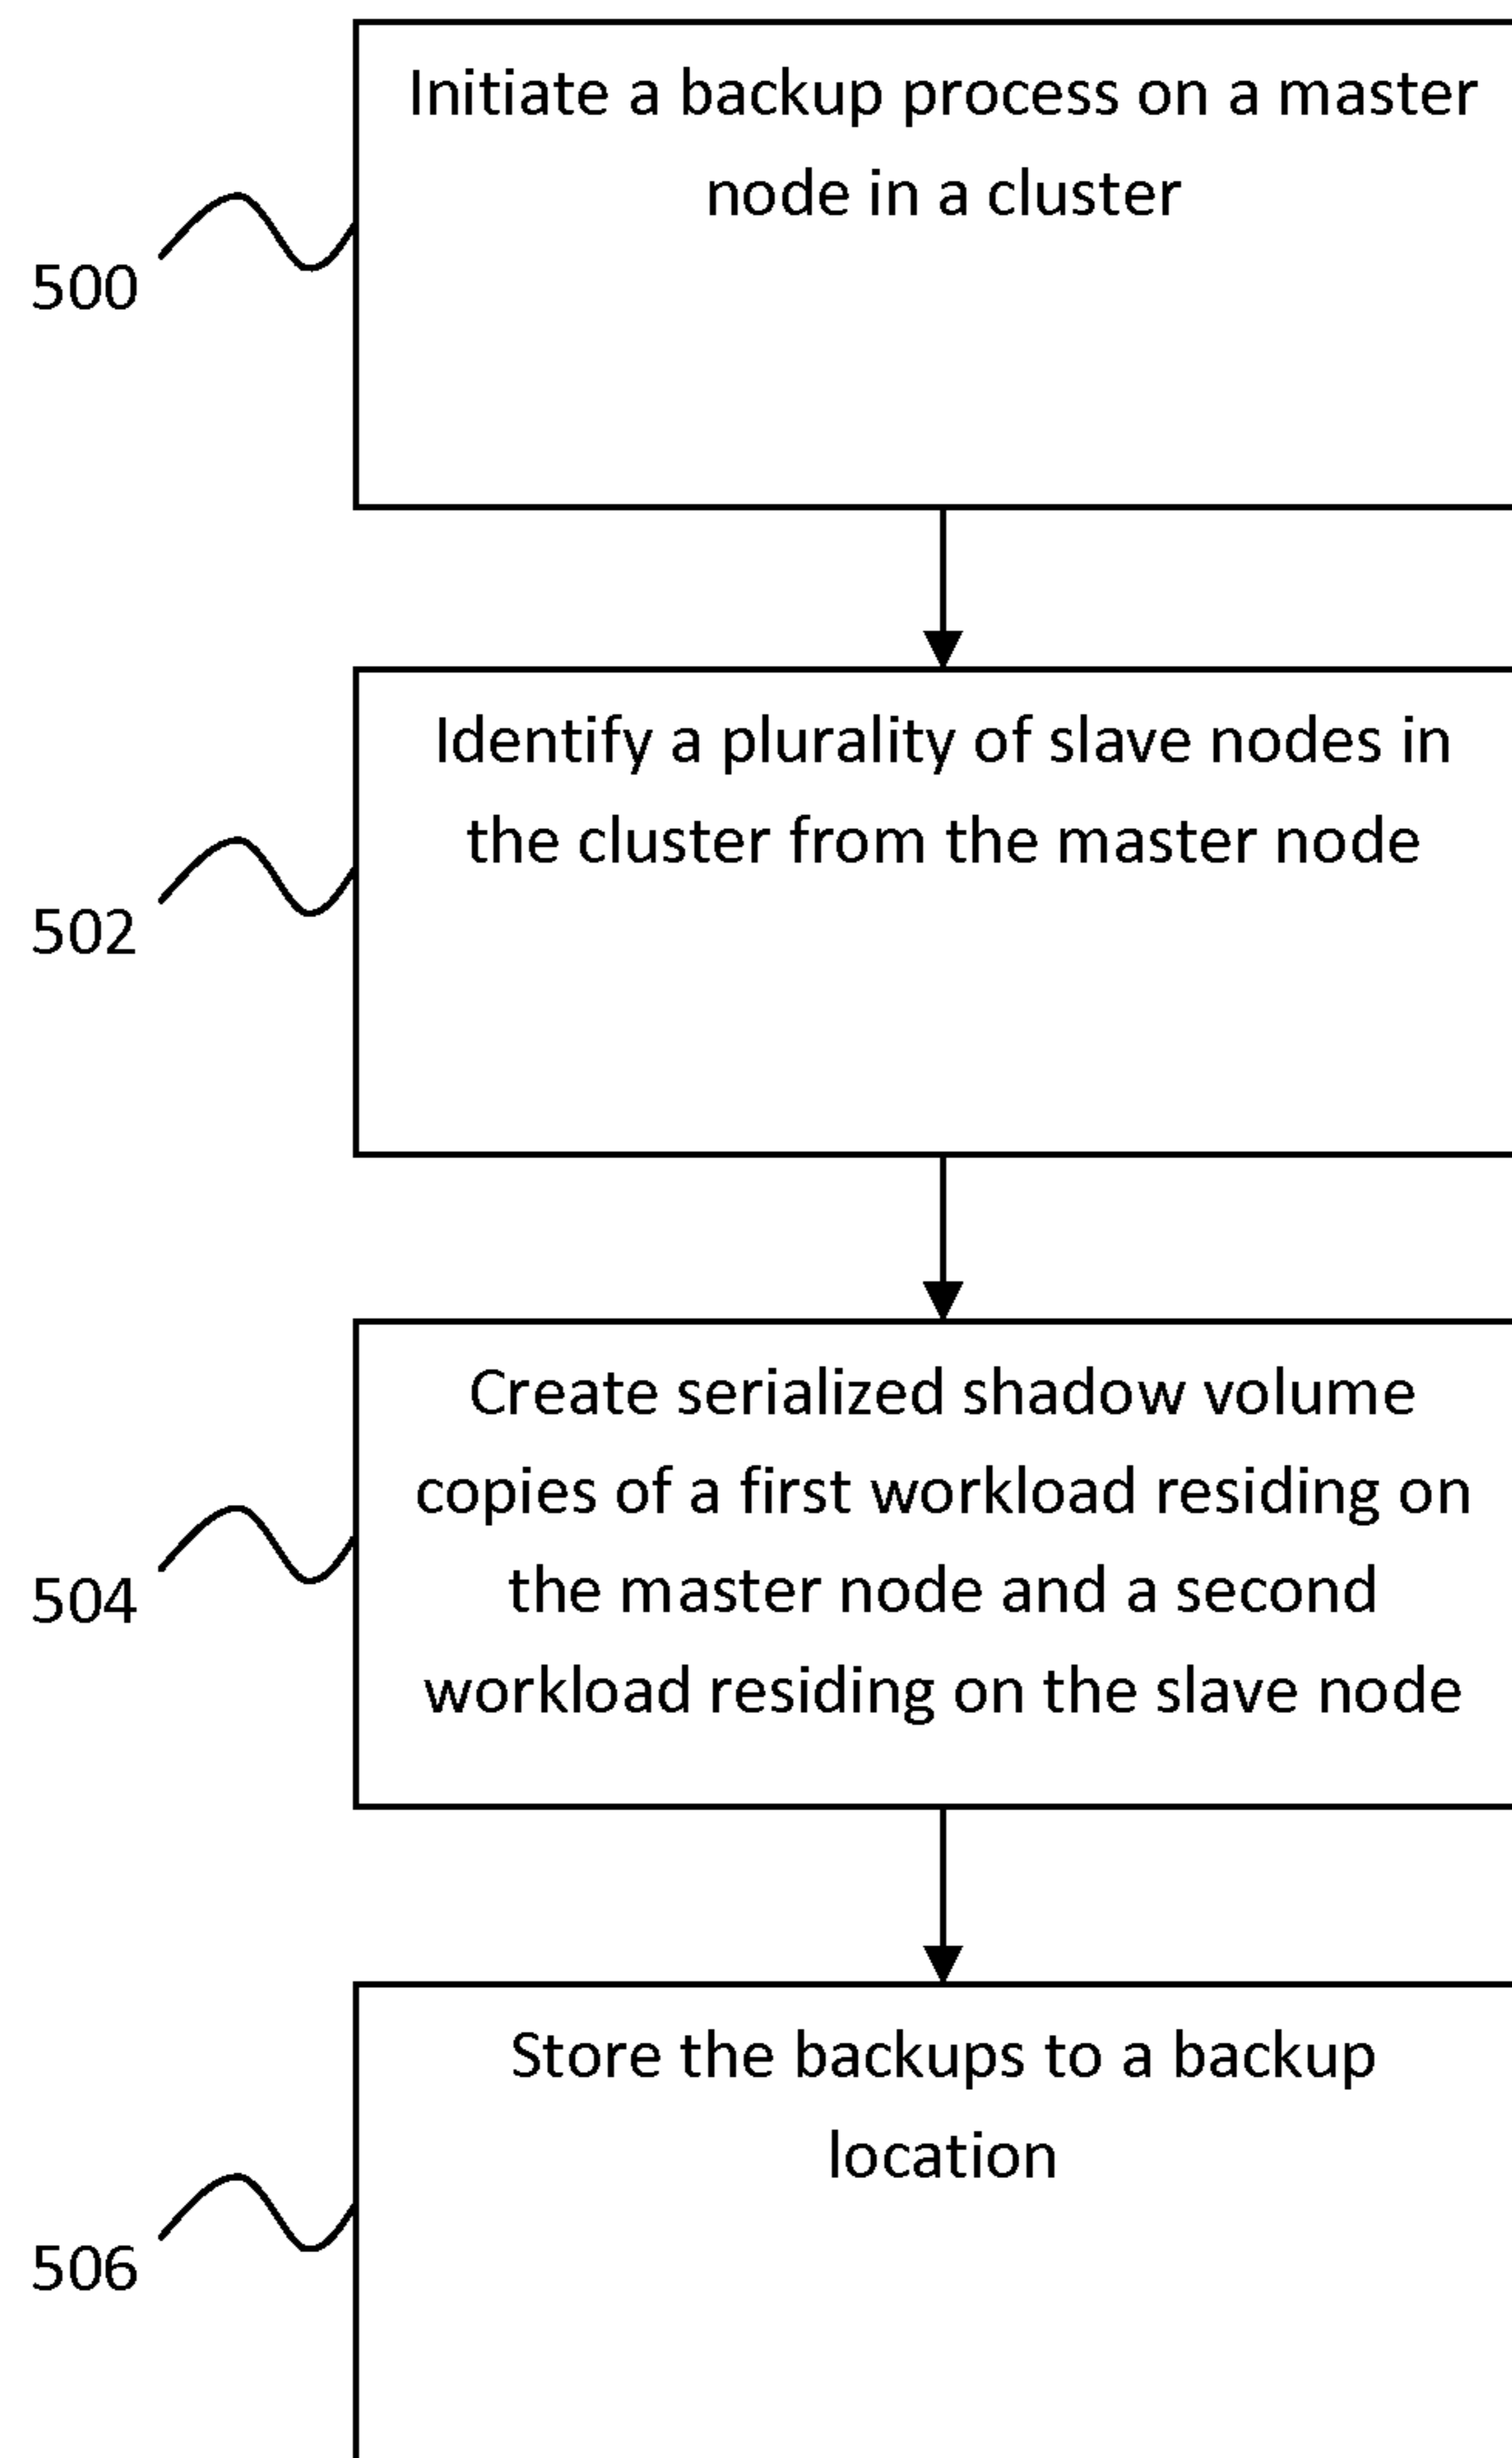 Initiate a backup process on a master
node in a cluster
500
Identify a plurality of slave nodes in
the cluster from the master node
502
Create serialized shadow volume
copies of a first workload residing on
the master node and a second
workload residing on the slave node
504
Store the backups to a backup
location
506